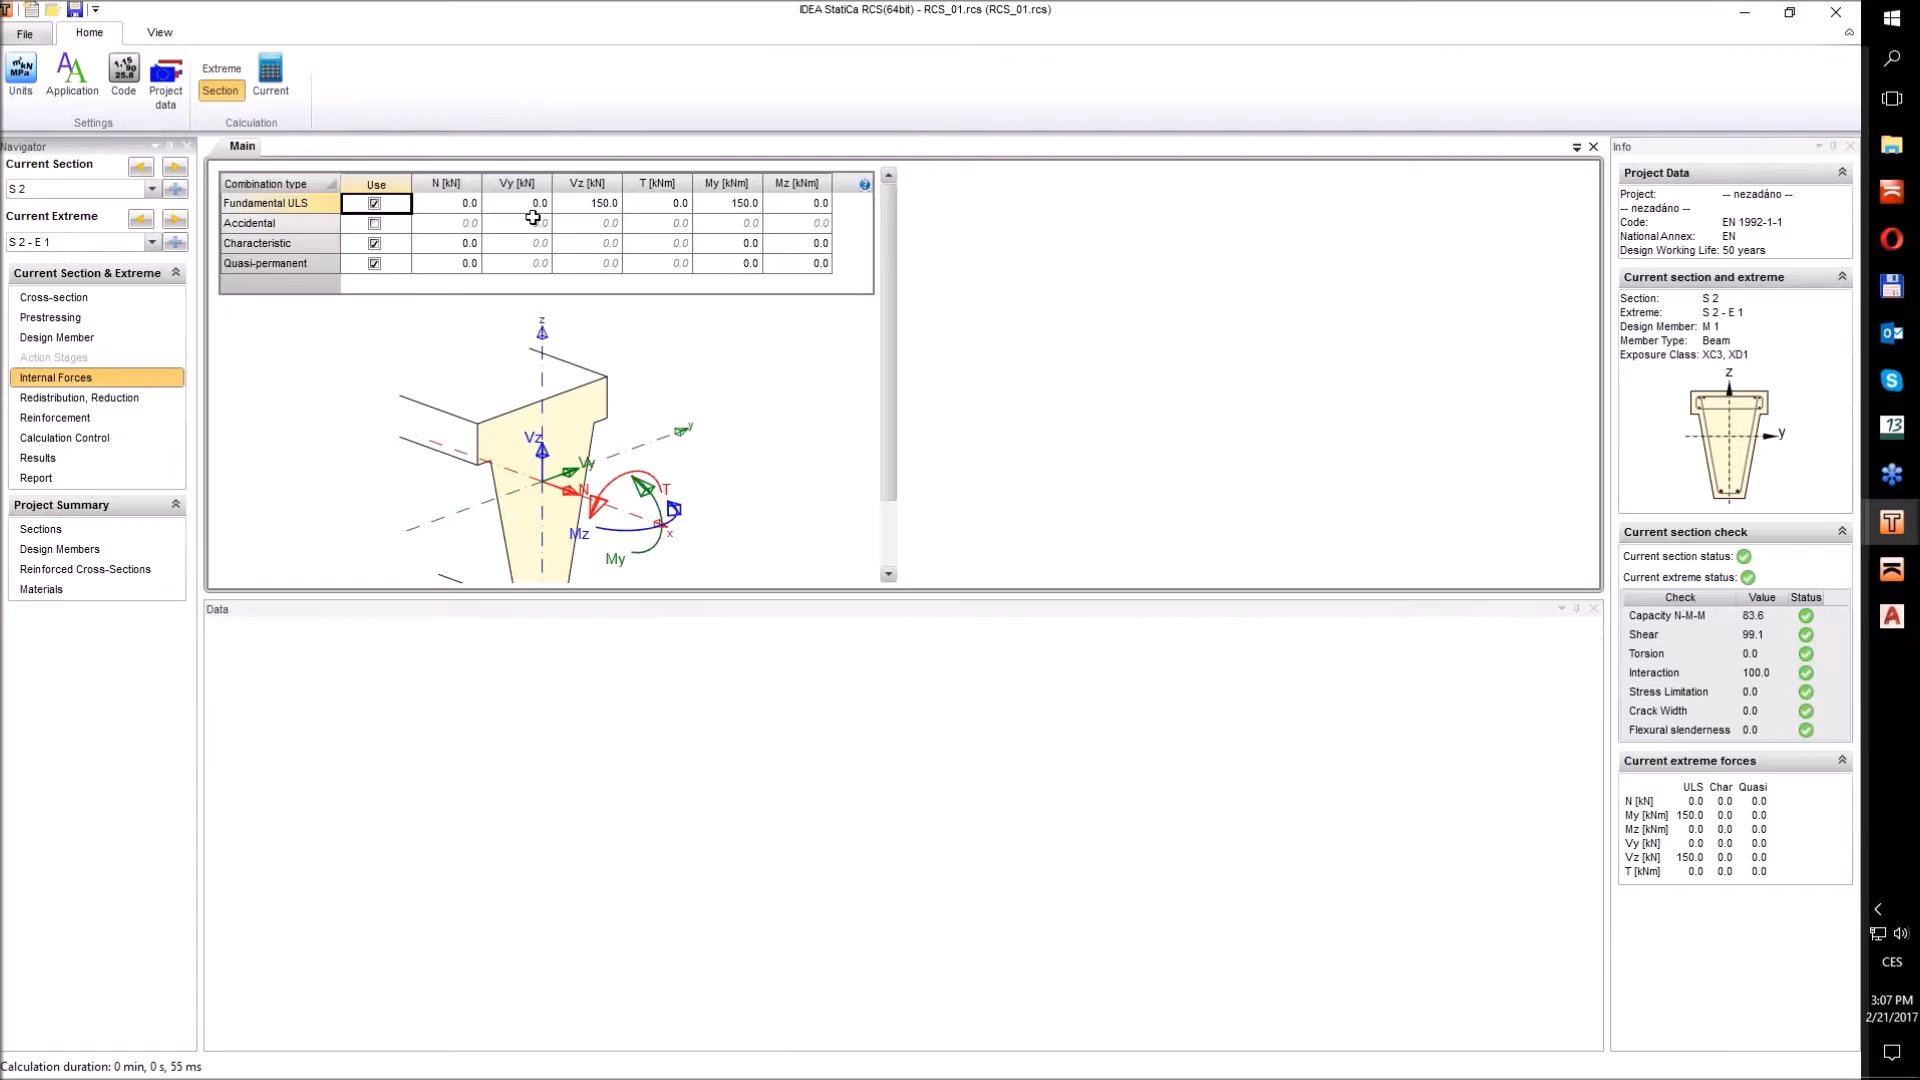 IDEA StatiCa RCS(64bit) - RCS_01.rcs (RCS_01.rcs)
File
Home
View
m² kN MPa
1,15 90 25.8
Extreme
Units
Application
Code
Project data
Section
Current
Settings
Calculation
Navigator
Current Section
S 2
Current Extreme
S 2 - E 1
Current Section & Extreme
Cross-section
Prestressing
Design Member
Action Stages
Internal Forces
Redistribution, Reduction
Reinforcement
Calculation Control
Results
Report
Project Summary
Sections
Design Members
Reinforced Cross-Sections
Materials
Main
Combination type Use N [kN] Vy [kN] Vz [kN] T [kNm] My [kNm] Mz [kNm]
Fundamental ULS 0.0 0.0 150.0 0.0 150.0 0.0
Accidental 0.0 0.0 0.0 0.0 0.0 0.0
Characteristic 0.0 0.0 0.0 0.0 0.0 0.0
Quasi-permanent 0.0 0.0 0.0 0.0 0.0 0.0
z
y
Vz
Vy
N
T
Mz
x
My
Data
Info
Project Data
Project: -- nezadáno --
-- nezadáno --
Code: EN 1992-1-1
National Annex: EN
Design Working Life: 50 years
Current section and extreme
Section: S 2
Extreme: S 2 - E 1
Design Member: M 1
Member Type: Beam
Exposure Class: XC3, XD1
z
y
Current section check
Current section status:
Current extreme status:
Check Value Status
Capacity N-M-M 83.6
Shear 99.1
Torsion 0.0
Interaction 100.0
Stress Limitation 0.0
Crack Width 0.0
Flexural slenderness 0.0
Current extreme forces
ULS Char Quasi
N [kN] 0.0 0.0 0.0
My [kNm] 150.0 0.0 0.0
Mz [kNm] 0.0 0.0 0.0
Vy [kN] 0.0 0.0 0.0
Vz [kN] 150.0 0.0 0.0
T [kNm] 0.0 0.0 0.0
13
CES
3:07 PM
2/21/2017
Calculation duration: 0 min, 0 s, 55 ms